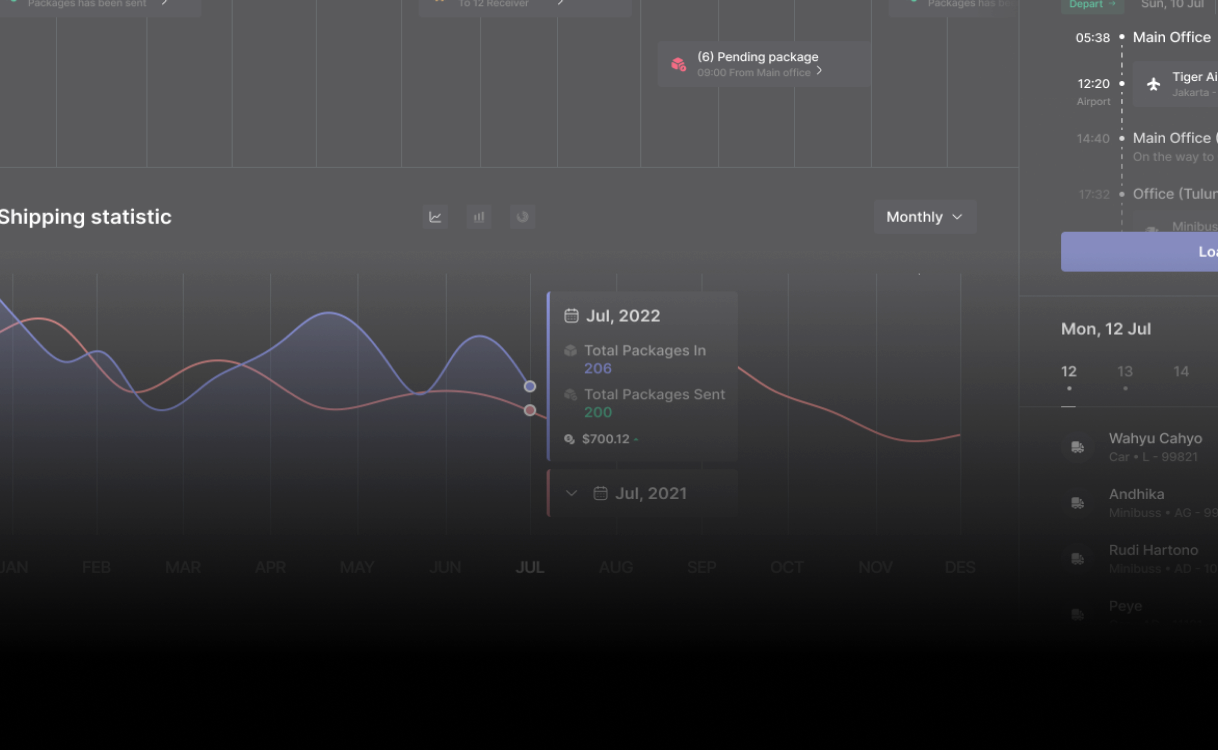 Packages has been sent
To 12 Receiver
Packages has
(6) Pending package
09:00 From Main office
Shipping statistic
Monthly
Jul, 2022
Total Packages In
206
Total Packages Sent
200
$700.12
Jul, 2021
JAN FEB MAR APR MAY JUN JUL AUG SEP OCT NOV DES
Depart → Sun, 10 Jul
05:38 Main Office
12:20 Tiger Ai
Airport Jakarta -
14:40 Main Office (
On the way to
17:32 Office (Tulun
Minibuss
Loa
Mon, 12 Jul
12 13 14
Wahyu Cahyo
Car • L - 99821
Andhika
Minibuss • AG - 99
Rudi Hartono
Minibuss • AD - 10
Peye